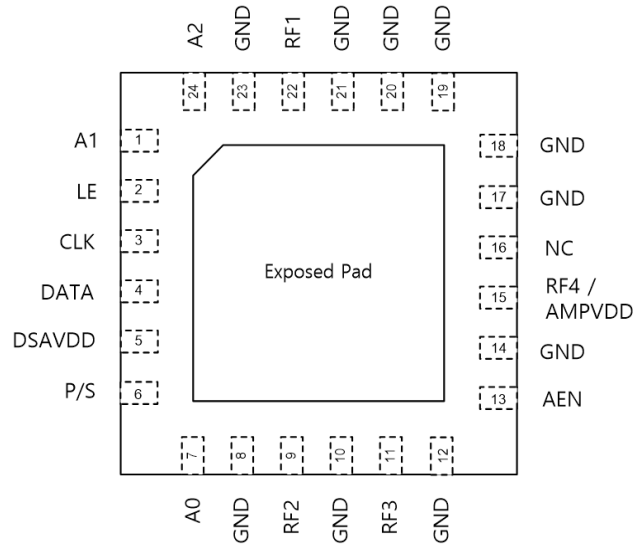 A2
GND
RF1
GND
GND
GND
24
23
22
21
20
19
A1
1
18
GND
LE
2
17
GND
CLK
3
16
NC
Exposed Pad
DATA
4
15
RF4 /
AMPVDD
DSAVDD
5
14
GND
P/S
6
13
AEN
7
8
9
10
11
12
A0
GND
RF2
GND
RF3
GND